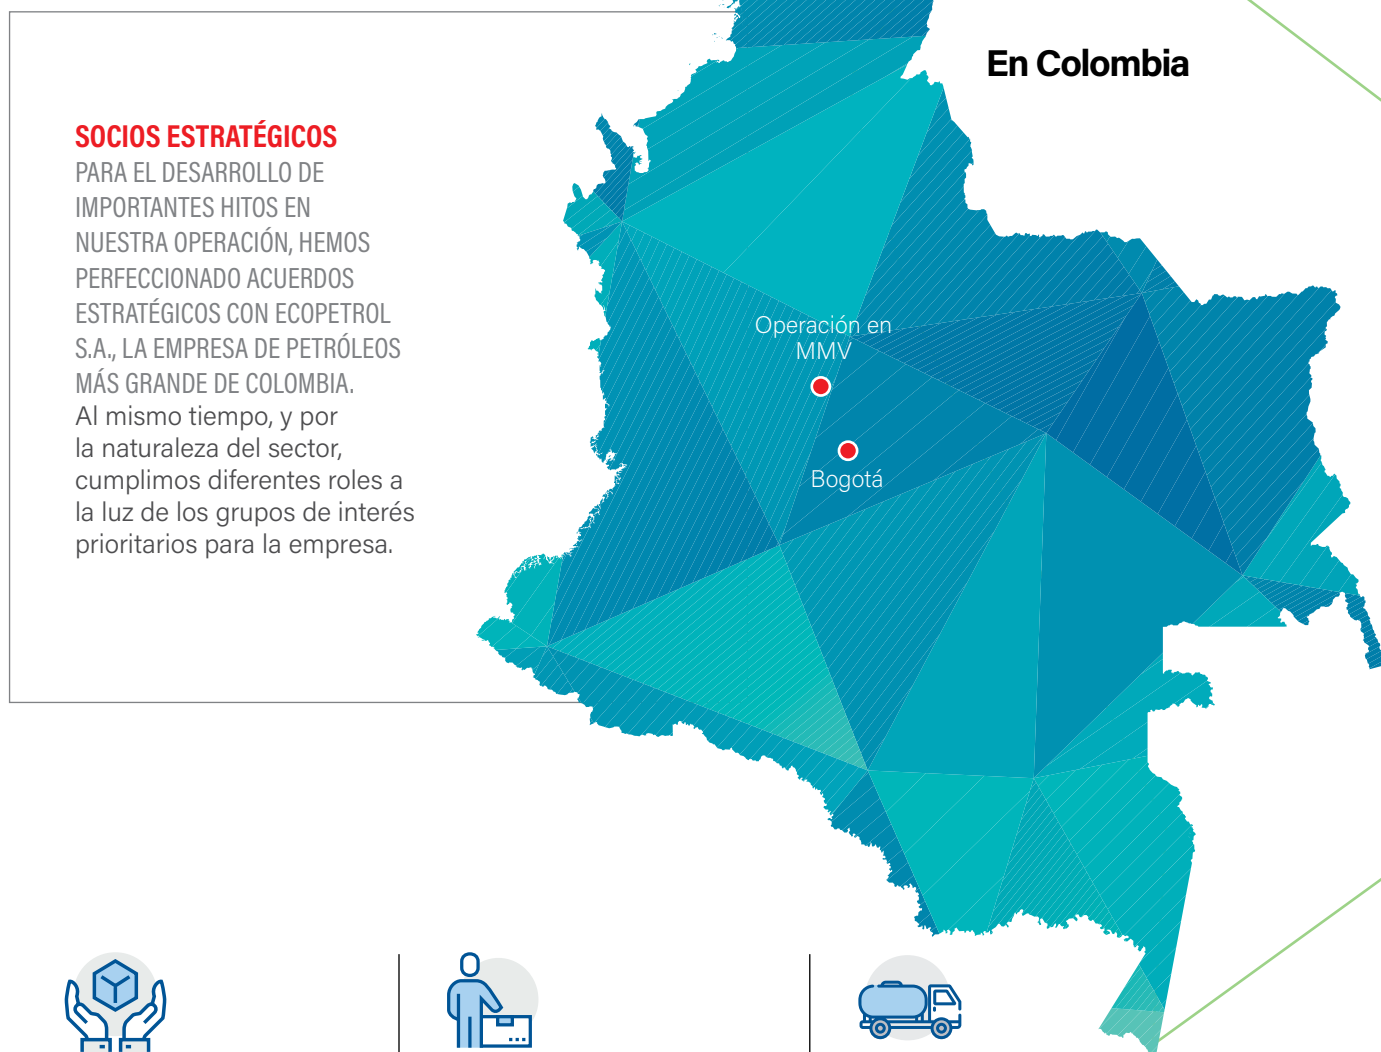 En Colombia
SOCIOS ESTRATÉGICOS
PARA EL DESARROLLO DE
IMPORTANTES HITOS EN
NUESTRA OPERACIÓN, HEMOS
PERFECCIONADO ACUERDOS
ESTRATÉGICOS CON ECOPETROL
S.A., LA EMPRESA DE PETRÓLEOS
MÁS GRANDE DE COLOMBIA.
Al mismo tiempo, y por
la naturaleza del sector,
cumplimos diferentes roles a
la luz de los grupos de interés
prioritarios para la empresa.
Operación en
MMV
Bogotá